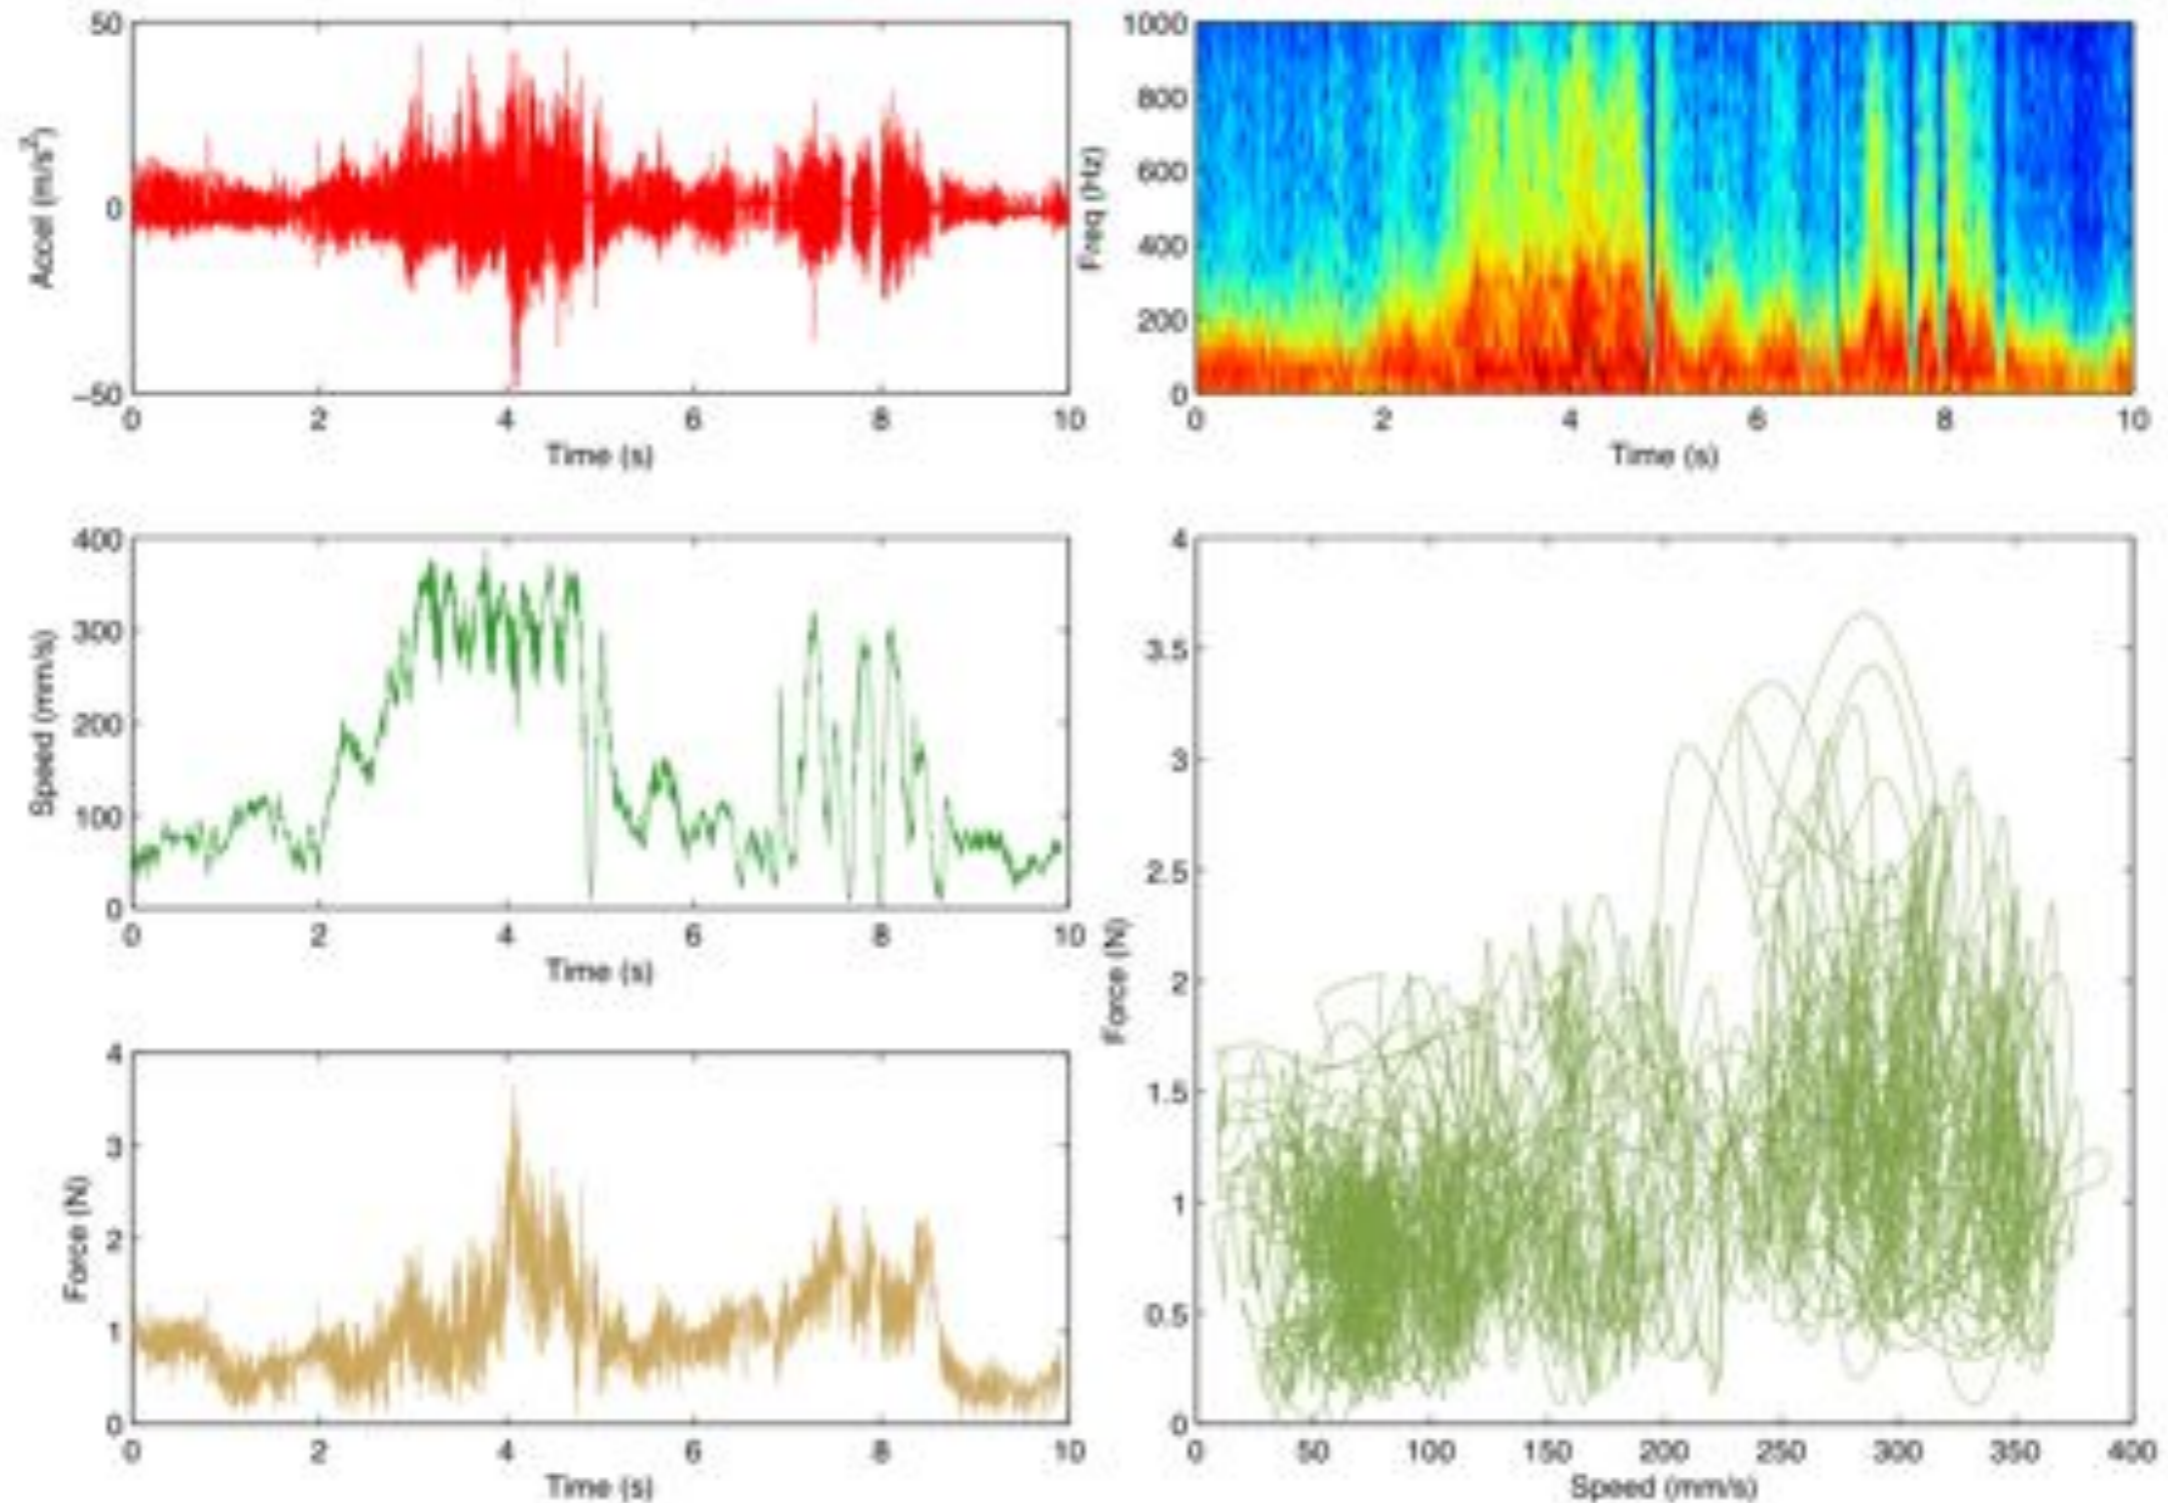 50
0
−50
Accel (m/s²)
0 2 4 6 8 10
Time (s)
1000
800
600
400
200
0
Freq (Hz)
0 2 4 6 8 10
Time (s)
400
300
200
100
0
Speed (mm/s)
0 2 4 6 8 10
Time (s)
4
3
2
1
0
Force (N)
0 2 4 6 8 10
Time (s)
4
3.5
3
2.5
2
1.5
1
0.5
0
Force (N)
0 50 100 150 200 250 300 350 400
Speed (mm/s)